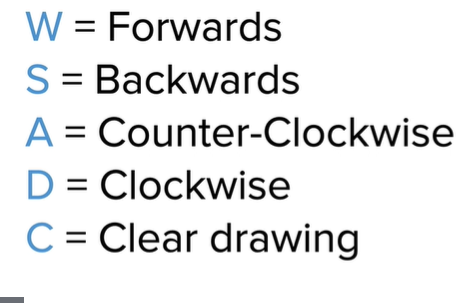 W = Forwards
S = Backwards
A = Counter-Clockwise
D = Clockwise
C = Clear drawing